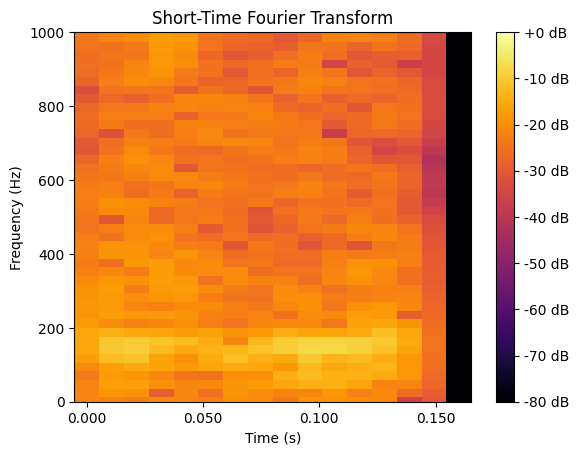 Short-Time Fourier Transform
1000
800
600
400
200
0
Frequency (Hz)
0.000
0.050
0.100
0.150
Time (s)
+0 dB
-10 dB
-20 dB
-30 dB
-40 dB
-50 dB
-60 dB
-70 dB
-80 dB